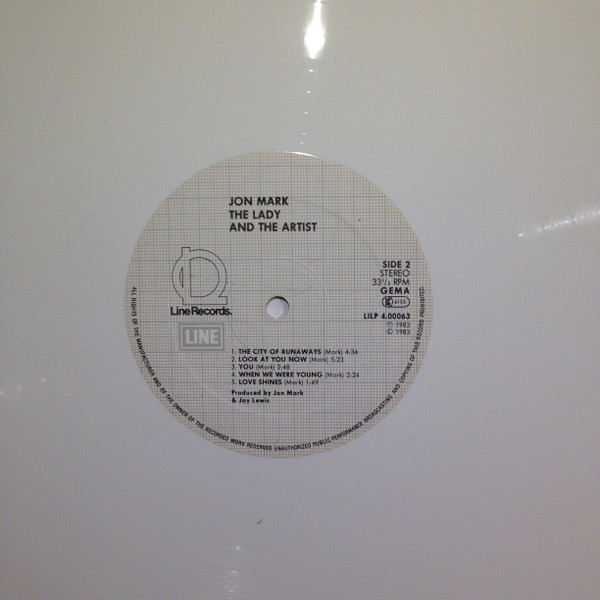 JON MARK
THE LADY
AND THE ARTIST
SIDE 2
STEREO
33⅓ RPM
GEMA
LC 6155
LILP 4.00063
Ⓟ 1983
© 1983
Line Records.
LINE
1. THE CITY OF RUNAWAYS (Mark) 4:34
2. LOOK AT YOU NOW (Mark) 5:23
3. YOU (Mark) 2:48
4. WHEN WE WERE YOUNG (Mark) 2:24
5. LOVE SHINES (Mark) 1:49
Produced by Jon Mark
& Jay Lewis
ALL RIGHTS OF THE MANUFACTURER AND OF THE OWNER OF THE RECORDED WORK RESERVED UNAUTHORIZED PUBLIC PERFORMANCE BROADCASTING AND COPYING OF THIS RECORD PROHIBITED.